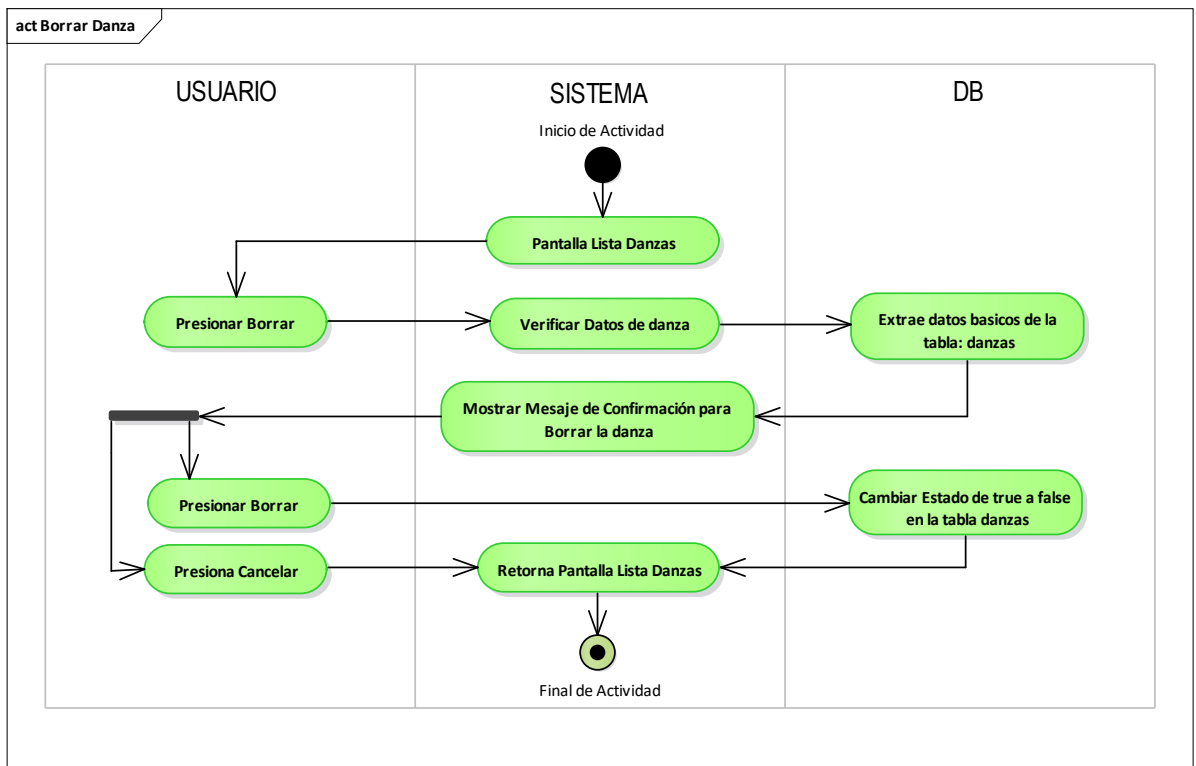 act Borrar Danza
USUARIO
SISTEMA
DB
Inicio de Actividad
Pantalla Lista Danzas
Presionar Borrar
Verificar Datos de danza
Extrae datos basicos de la
tabla: danzas
Mostrar Mesaje de Confirmación para
Borrar la danza
Presionar Borrar
Cambiar Estado de true a false
en la tabla danzas
Presiona Cancelar
Retorna Pantalla Lista Danzas
Final de Actividad